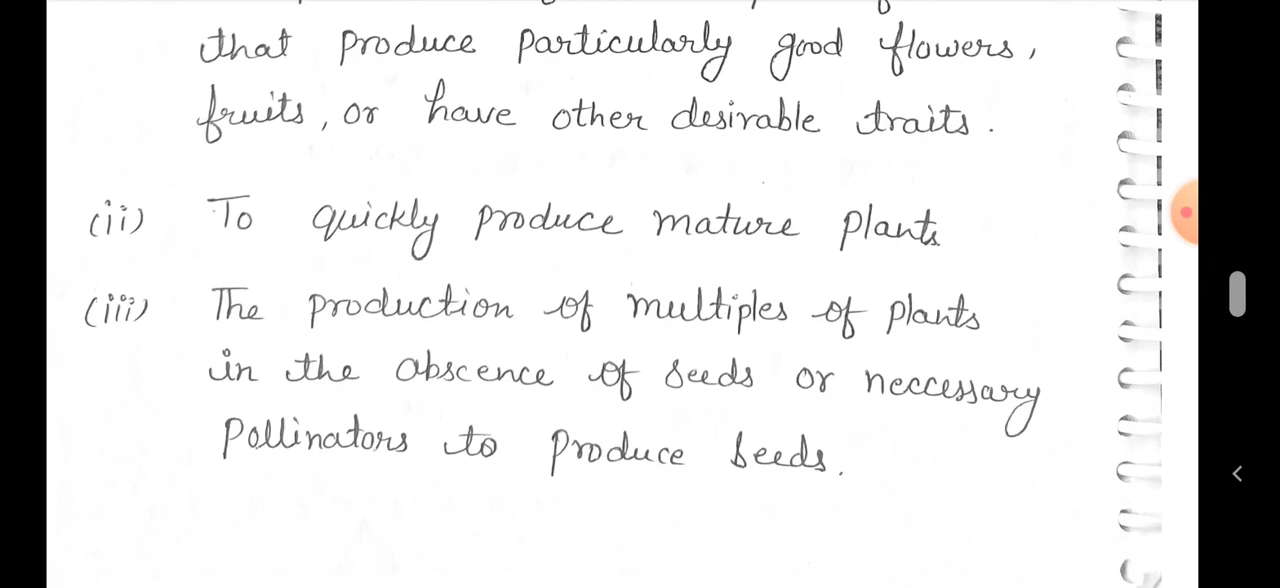 that produce particularly good flowers,
fruits, or have other desirable traits.
(ii) To quickly produce mature plants
(iii) The production of multiples of plants
in the abscence of seeds or neccessary
pollinators to produce seeds.